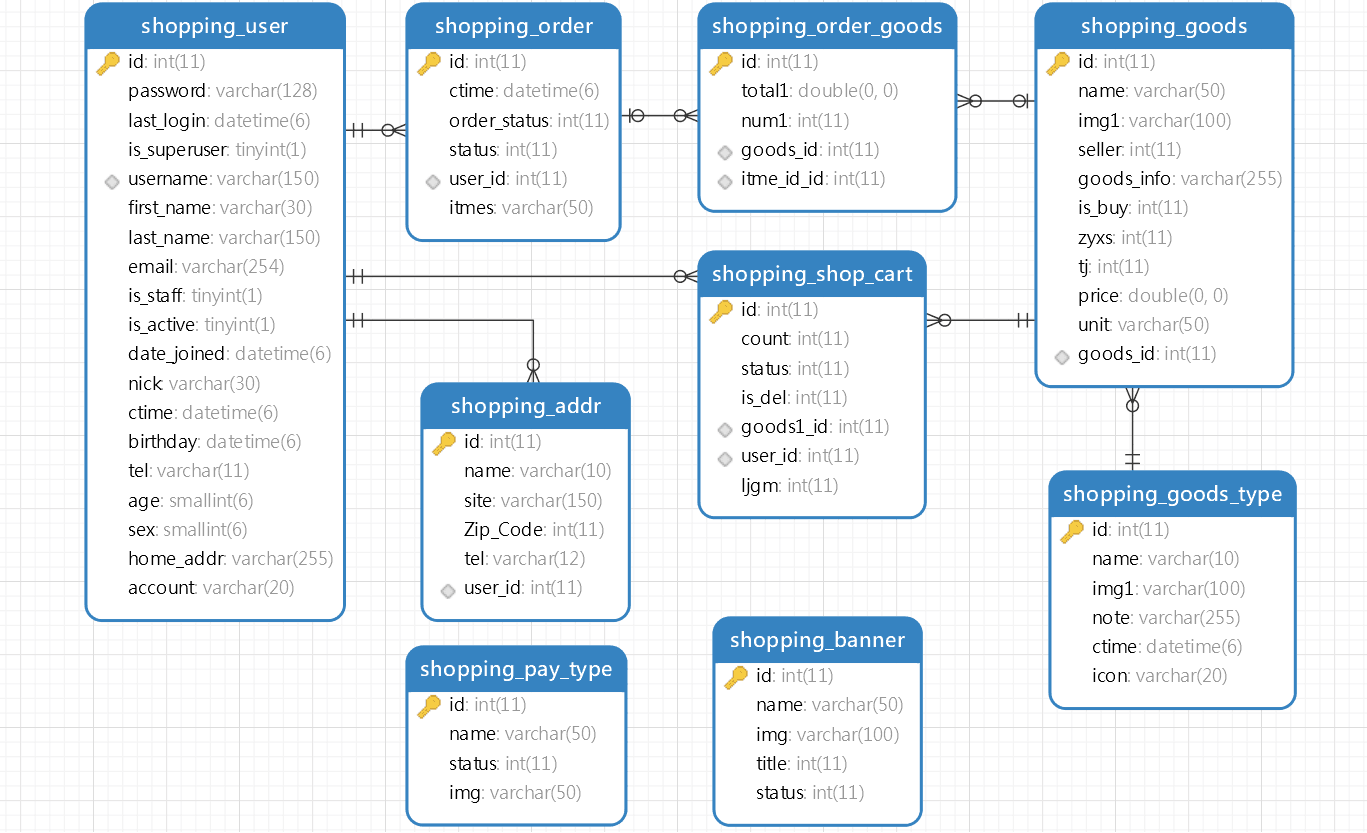 shopping_user
id: int(11)
password: varchar(128)
last_login: datetime(6)
is_superuser: tinyint(1)
username: varchar(150)
first_name: varchar(30)
last_name: varchar(150)
email: varchar(254)
is_staff: tinyint(1)
is_active: tinyint(1)
date_joined: datetime(6)
nick: varchar(30)
ctime: datetime(6)
birthday: datetime(6)
tel: varchar(11)
age: smallint(6)
sex: smallint(6)
home_addr: varchar(255)
account: varchar(20)
shopping_order
id: int(11)
ctime: datetime(6)
order_status: int(11)
status: int(11)
user_id: int(11)
itmes: varchar(50)
shopping_order_goods
id: int(11)
total1: double(0, 0)
num1: int(11)
goods_id: int(11)
itme_id_id: int(11)
shopping_goods
id: int(11)
name: varchar(50)
img1: varchar(100)
seller: int(11)
goods_info: varchar(255)
is_buy: int(11)
zyxs: int(11)
tj: int(11)
price: double(0, 0)
unit: varchar(50)
goods_id: int(11)
shopping_shop_cart
id: int(11)
count: int(11)
status: int(11)
is_del: int(11)
goods1_id: int(11)
user_id: int(11)
ljgm: int(11)
shopping_addr
id: int(11)
name: varchar(10)
site: varchar(150)
Zip_Code: int(11)
tel: varchar(12)
user_id: int(11)
shopping_goods_type
id: int(11)
name: varchar(10)
img1: varchar(100)
note: varchar(255)
ctime: datetime(6)
icon: varchar(20)
shopping_pay_type
id: int(11)
name: varchar(50)
status: int(11)
img: varchar(50)
shopping_banner
id: int(11)
name: varchar(50)
img: varchar(100)
title: int(11)
status: int(11)